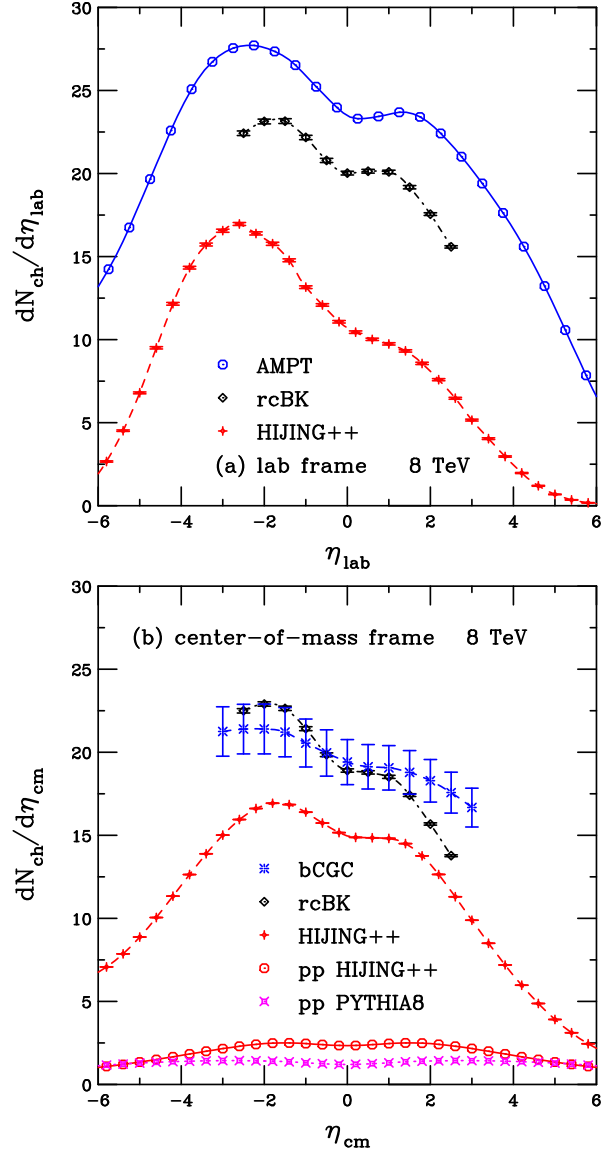 30
25
20
15
10
5
0
dN_ch/dη_lab
AMPT
rcBK
HIJING++
(a) lab frame 8 TeV
−6 −4 −2 0 2 4 6
η_lab
30
25
20
15
10
5
0
dN_ch/dη_cm
(b) center−of−mass frame 8 TeV
bCGC
rcBK
HIJING++
pp HIJING++
pp PYTHIA8
−6 −4 −2 0 2 4 6
η_cm